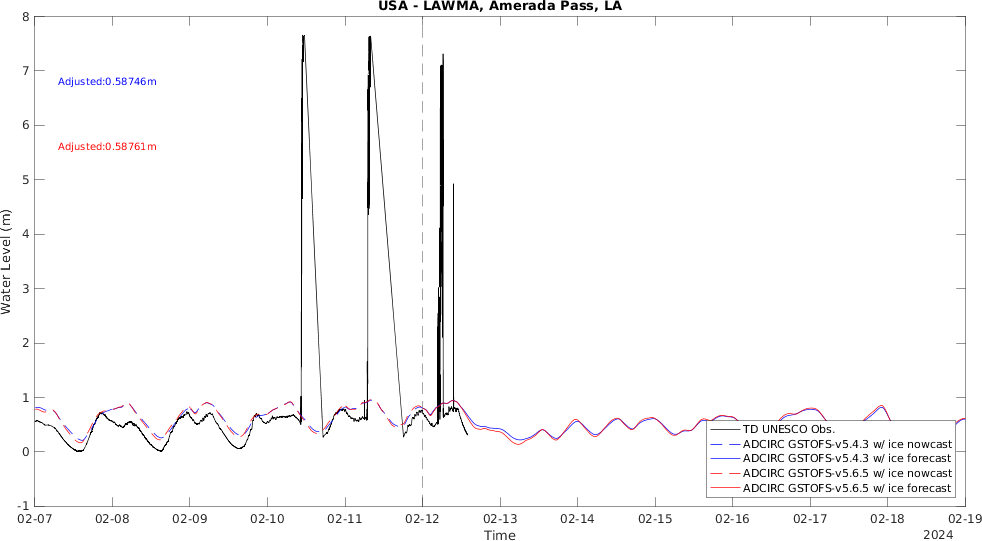 USA - LAWMA, Amerada Pass, LA
8
7
6
5
4
3
2
1
0
-1
Water Level (m)
Adjusted:0.58746m
Adjusted:0.58761m
TD UNESCO Obs.
ADCIRC GSTOFS-v5.4.3 w/ ice nowcast
ADCIRC GSTOFS-v5.4.3 w/ ice forecast
ADCIRC GSTOFS-v5.6.5 w/ ice nowcast
ADCIRC GSTOFS-v5.6.5 w/ ice forecast
02-07 02-08 02-09 02-10 02-11 02-12 02-13 02-14 02-15 02-16 02-17 02-18 02-19
Time
2024